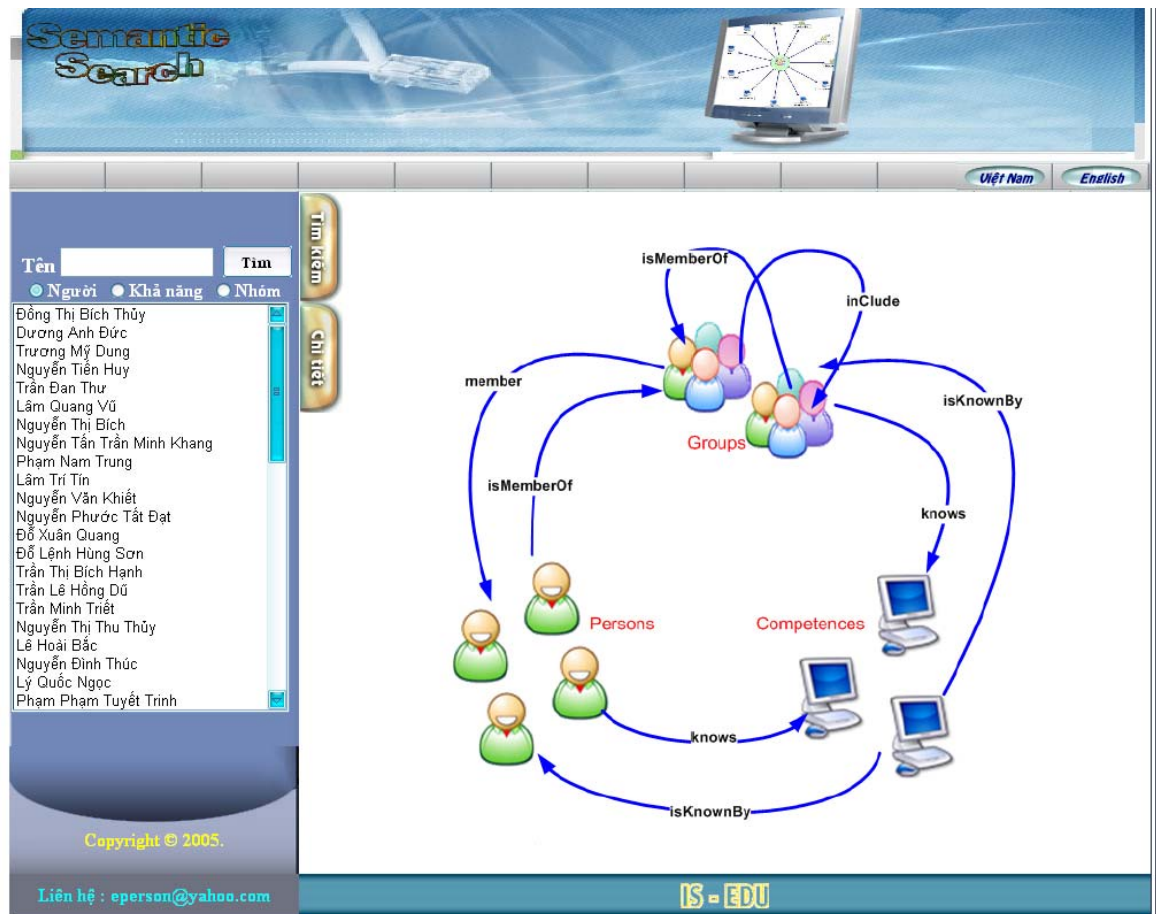 Semantic
Search
Việt Nam
English
Tên
Tìm
Người
Khả năng
Nhóm
Đồng Thị Bích Thủy
Dương Anh Đức
Trương Mỹ Dung
Nguyễn Tiến Huy
Trần Đan Thư
Lâm Quang Vũ
Nguyễn Thị Bích
Nguyễn Tấn Trần Minh Khang
Phạm Nam Trung
Lâm Trí Tín
Nguyễn Văn Khiết
Nguyễn Phước Tất Đạt
Đỗ Xuân Quang
Đỗ Lệnh Hùng Sơn
Trần Thị Bích Hạnh
Trần Lê Hồng Dũ
Trần Minh Triết
Nguyễn Thị Thu Thủy
Lê Hoài Bắc
Nguyễn Đình Thúc
Lý Quốc Ngọc
Phạm Phạm Tuyết Trinh
Copyright © 2005.
Liên hệ : eperson@yahoo.com
Tìm kiếm
Chi tiết
isMemberOf
inClude
member
isKnownBy
Groups
isMemberOf
knows
Persons
Competences
knows
isKnownBy
IS - EDU